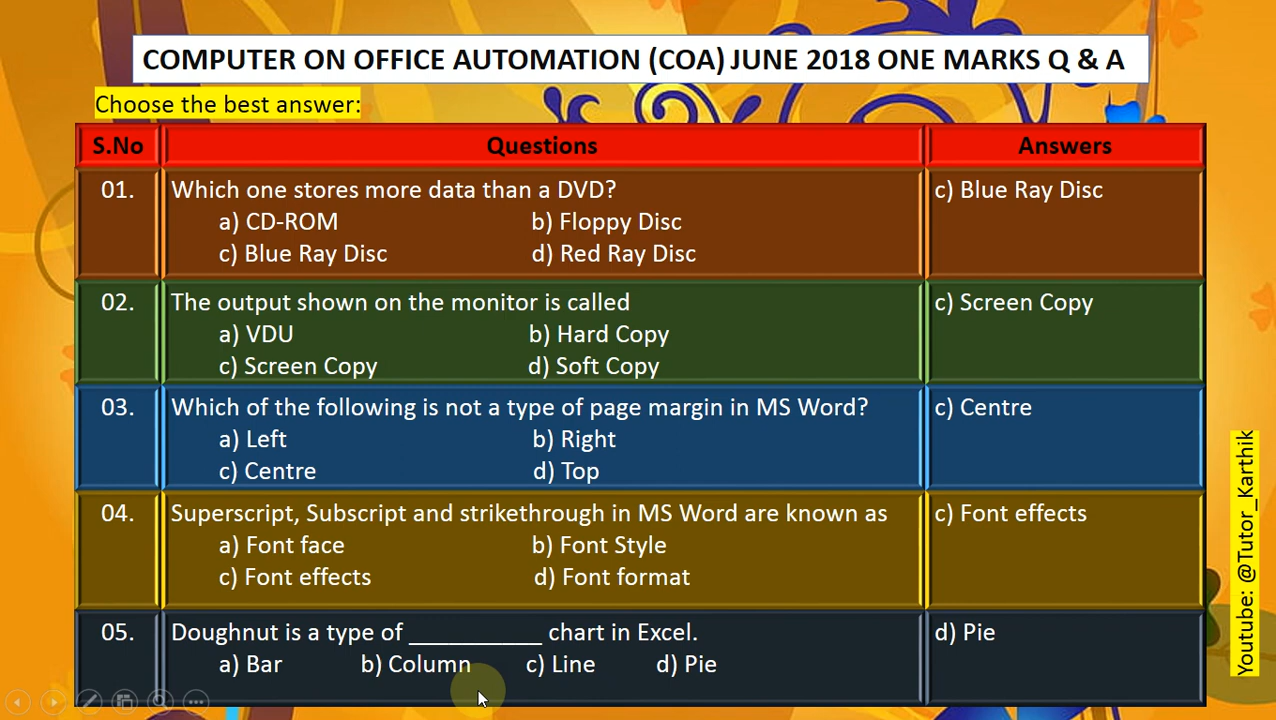 COMPUTER ON OFFICE AUTOMATION (COA) JUNE 2018 ONE MARKS Q & A
Choose the best answer:
S.No Questions Answers
01. Which one stores more data than a DVD? c) Blue Ray Disc
a) CD-ROM b) Floppy Disc
c) Blue Ray Disc d) Red Ray Disc
02. The output shown on the monitor is called c) Screen Copy
a) VDU b) Hard Copy
c) Screen Copy d) Soft Copy
03. Which of the following is not a type of page margin in MS Word? c) Centre
a) Left b) Right
c) Centre d) Top
04. Superscript, Subscript and strikethrough in MS Word are known as c) Font effects
a) Font face b) Font Style
c) Font effects d) Font format
05. Doughnut is a type of __________ chart in Excel. d) Pie
a) Bar b) Column c) Line d) Pie
Youtube: @Tutor_Karthik